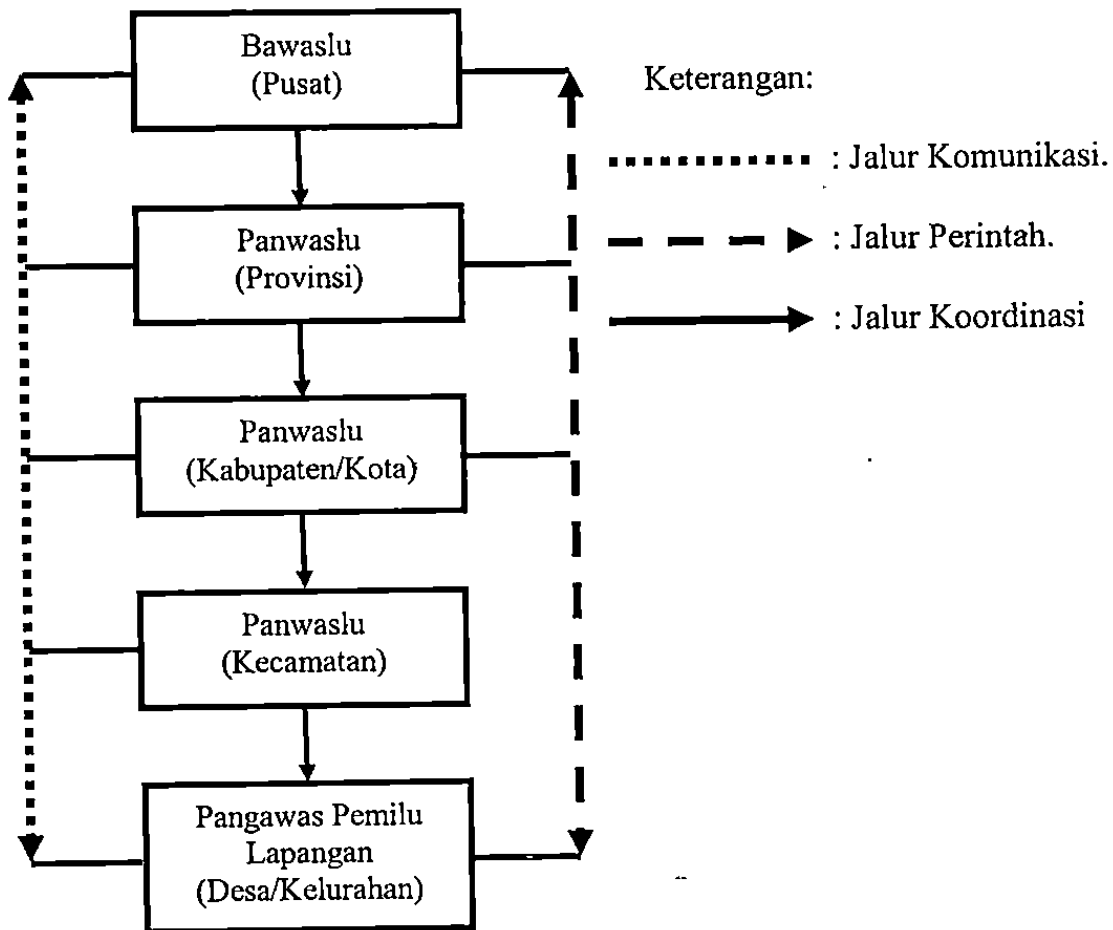 Bawaslu
(Pusat)
Keterangan:
: Jalur Komunikasi.
Panwaslu
(Provinsi)
: Jalur Perintah.
: Jalur Koordinasi
Panwaslu
(Kabupaten/Kota)
Panwaslu
(Kecamatan)
Pangawas Pemilu
Lapangan
(Desa/Kelurahan)